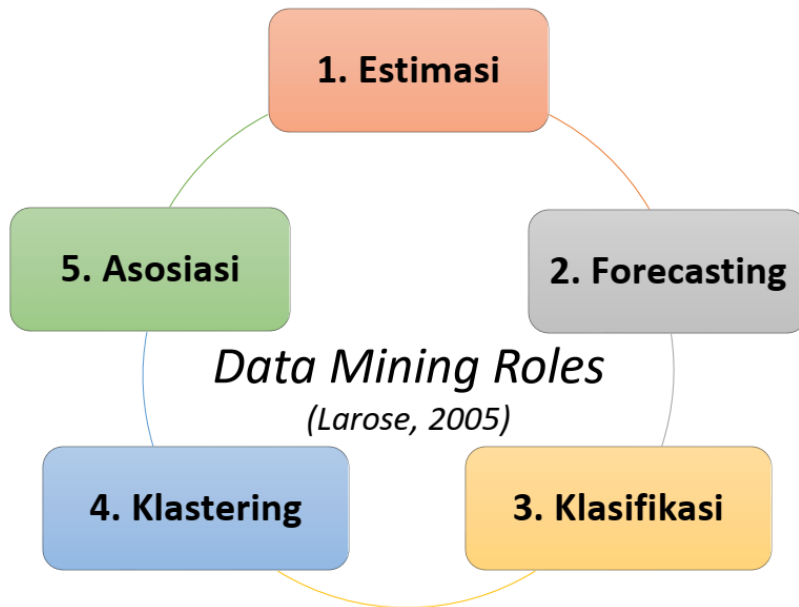 1. Estimasi
2. Forecasting
3. Klasifikasi
4. Klastering
5. Asosiasi
Data Mining Roles
(Larose, 2005)